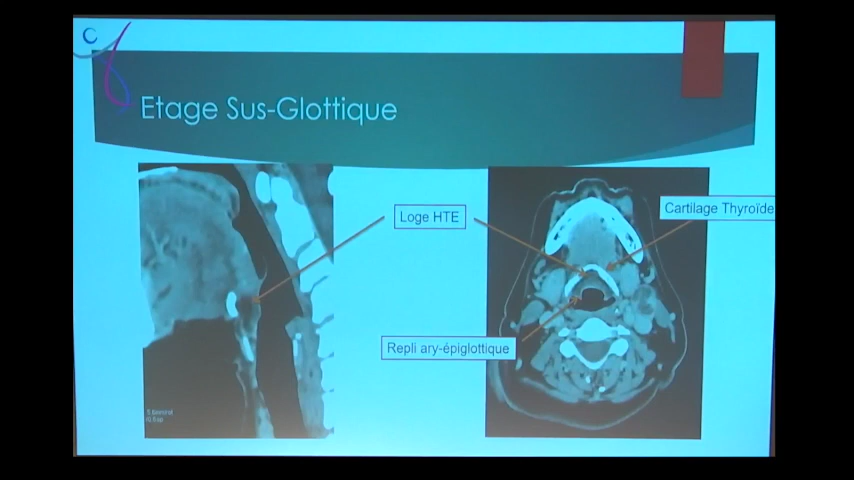 Etage Sus-Glottique
Loge HTE
Cartilage Thyroïde
Repli ary-épiglottique